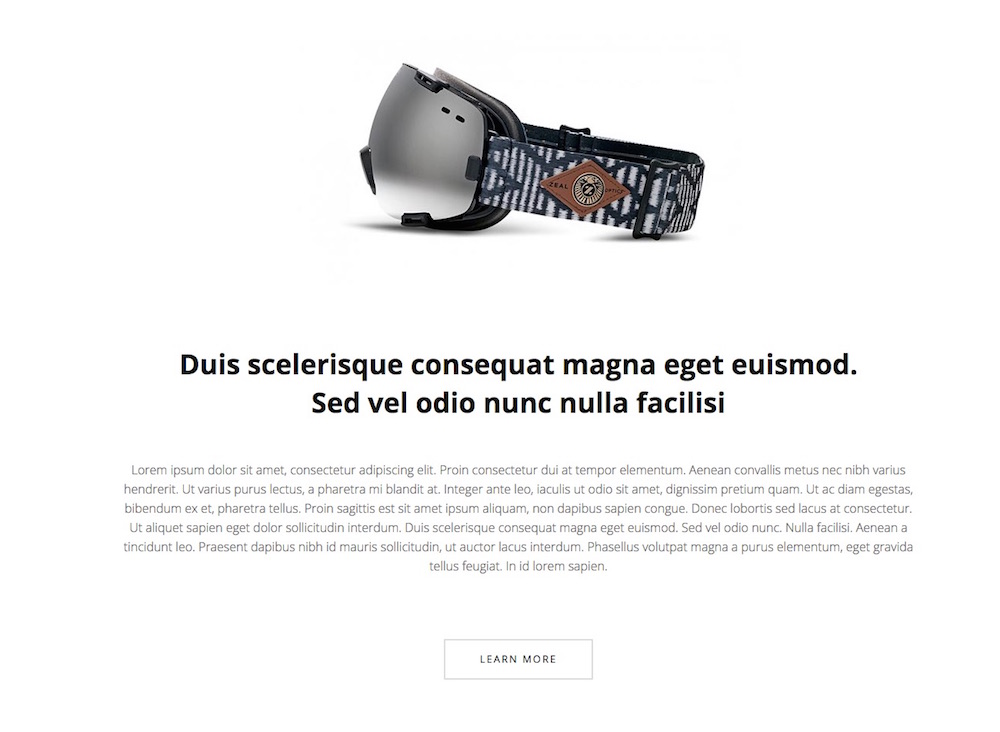 ZEAL OPTICS
Duis scelerisque consequat magna eget euismod.
Sed vel odio nunc nulla facilisi
Lorem ipsum dolor sit amet, consectetur adipiscing elit. Proin consectetur dui at tempor elementum. Aenean convallis metus nec nibh varius
hendrerit. Ut varius purus lectus, a pharetra mi blandit at. Integer ante leo, iaculis ut odio sit amet, dignissim pretium quam. Ut ac diam egestas,
bibendum ex et, pharetra tellus. Proin sagittis est sit amet ipsum aliquam, non dapibus sapien congue. Donec lobortis sed lacus at consectetur.
Ut aliquet sapien eget dolor sollicitudin interdum. Duis scelerisque consequat magna eget euismod. Sed vel odio nunc. Nulla facilisi. Aenean a
tincidunt leo. Praesent dapibus nibh id mauris sollicitudin, ut auctor lacus interdum. Phasellus volutpat magna a purus elementum, eget gravida
tellus feugiat. In id lorem sapien.
LEARN MORE